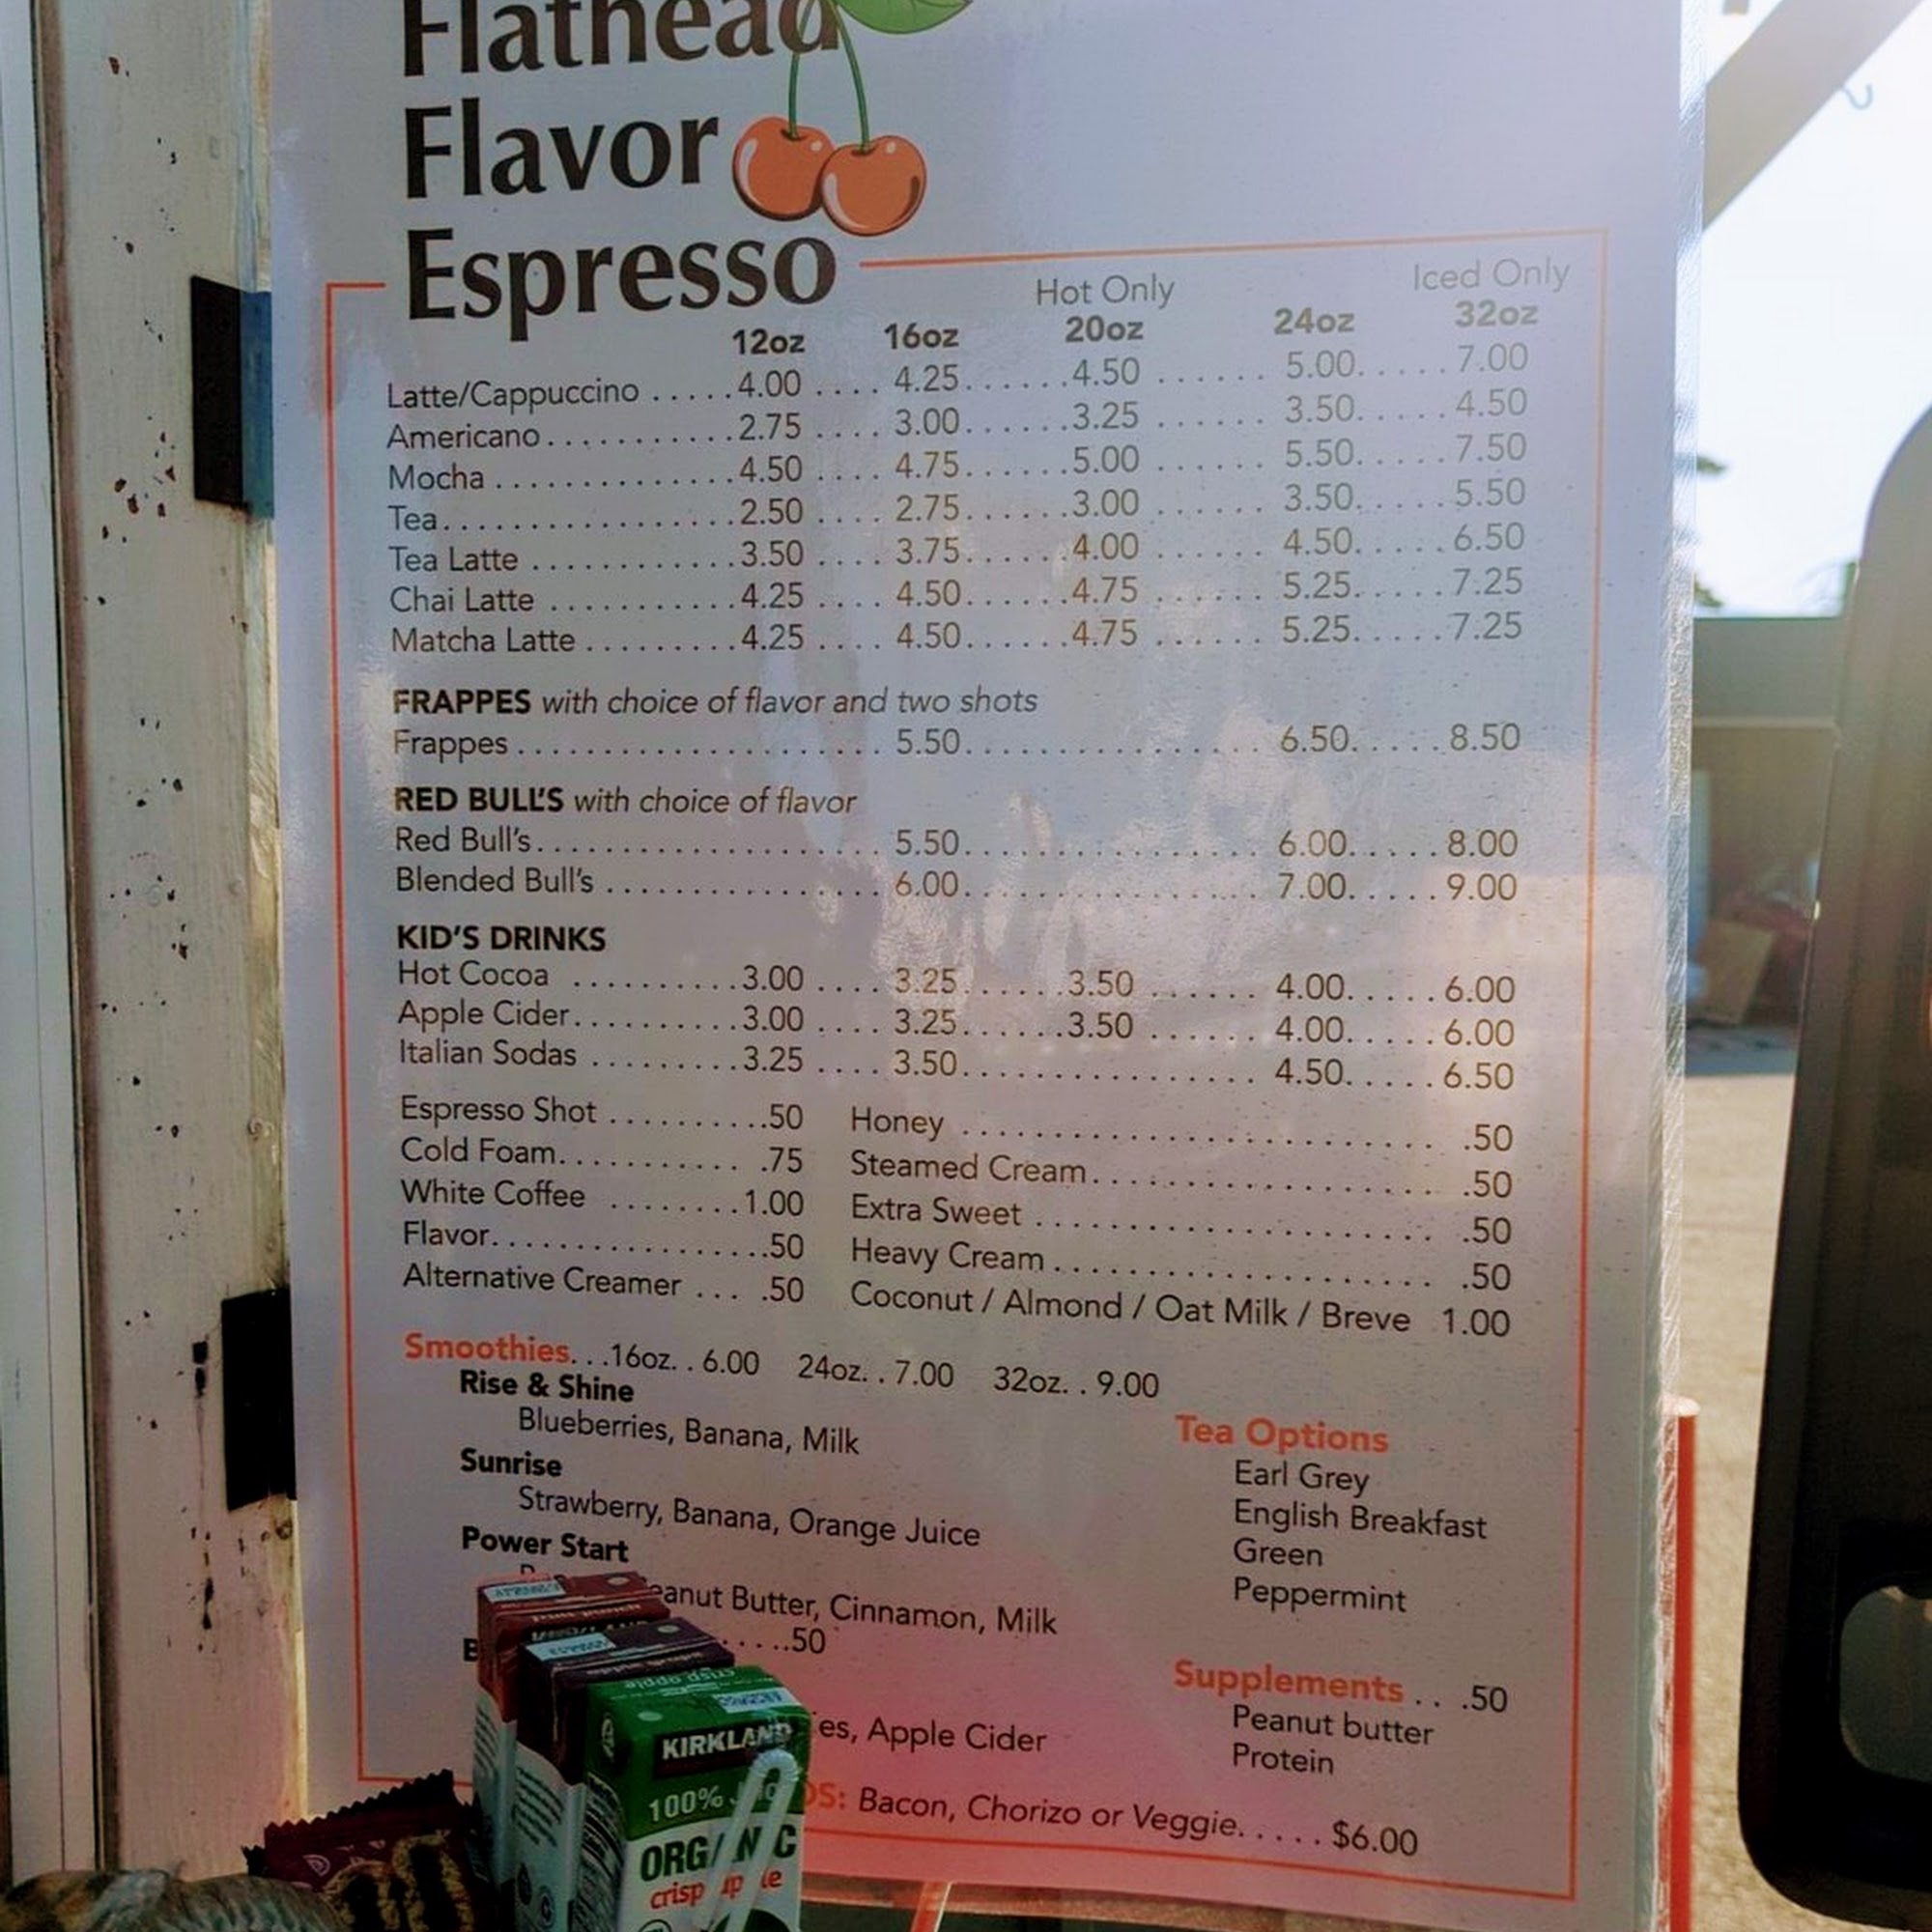 Flathead
Flavor
Espresso
Hot Only Iced Only
12oz 16oz 20oz 24oz 32oz
Latte/Cappuccino .....4.00 .... 4.25.......4.50 ....... 5.00.....7.00
Americano...........2.75 .... 3.00.......3.25 ....... 3.50.....4.50
Mocha ..............4.50 .... 4.75.......5.00 ....... 5.50.....7.50
Tea.................2.50 .... 2.75.......3.00 ....... 3.50.....5.50
Tea Latte ............3.50 .... 3.75.......4.00 ....... 4.50.....6.50
Chai Latte ...........4.25 .... 4.50.......4.75 ....... 5.25.....7.25
Matcha Latte .........4.25 .... 4.50.......4.75 ....... 5.25.....7.25
FRAPPES with choice of flavor and two shots
Frappes ...................... 5.50.................. 6.50.....8.50
RED BULL'S with choice of flavor
Red Bull's..................... 5.50.................. 6.00.....8.00
Blended Bull's ................. 6.00.................. 7.00.....9.00
KID'S DRINKS
Hot Cocoa ..........3.00 .... 3.25.......3.50 ....... 4.00.....6.00
Apple Cider..........3.00 .... 3.25.......3.50 ....... 4.00.....6.00
Italian Sodas .........3.25 .... 3.50.................. 4.50.....6.50
Espresso Shot ..........50 Honey ............................ .50
Cold Foam........... .75 Steamed Cream.................... .50
White Coffee ........1.00 Extra Sweet ....................... .50
Flavor.................50 Heavy Cream ...................... .50
Alternative Creamer ... .50 Coconut / Almond / Oat Milk / Breve 1.00
Smoothies...16oz. . 6.00 24oz. . 7.00 32oz. . 9.00
Rise & Shine
Blueberries, Banana, Milk
Sunrise
Strawberry, Banana, Orange Juice
Power Start
eanut Butter, Cinnamon, Milk
.....50
es, Apple Cider
Tea Options
Earl Grey
English Breakfast
Green
Peppermint
Supplements . . .50
Peanut butter
Protein
OS: Bacon, Chorizo or Veggie.....$6.00
crisp apple
KIRKLAND
100%
ORGANIC
crisp apple